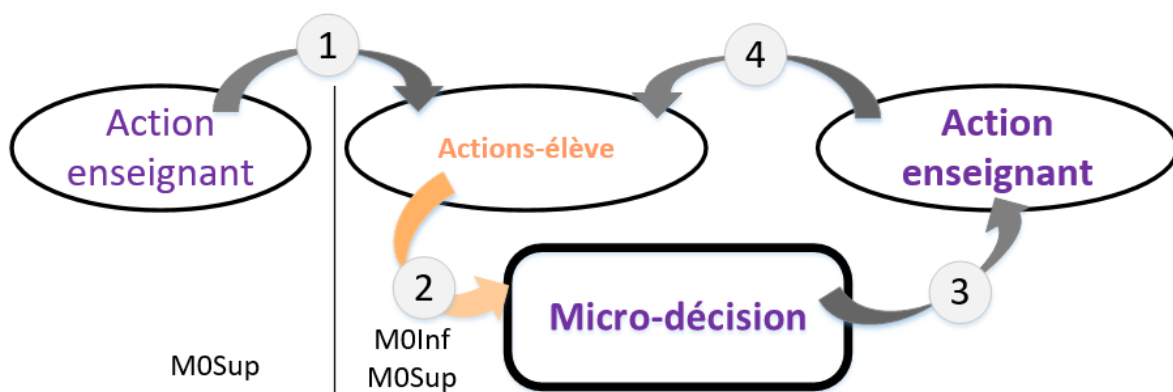 1
4
Action
enseignant
Actions-élève
Action
enseignant
2
3
Micro-décision
M0Inf
M0Sup
M0Sup